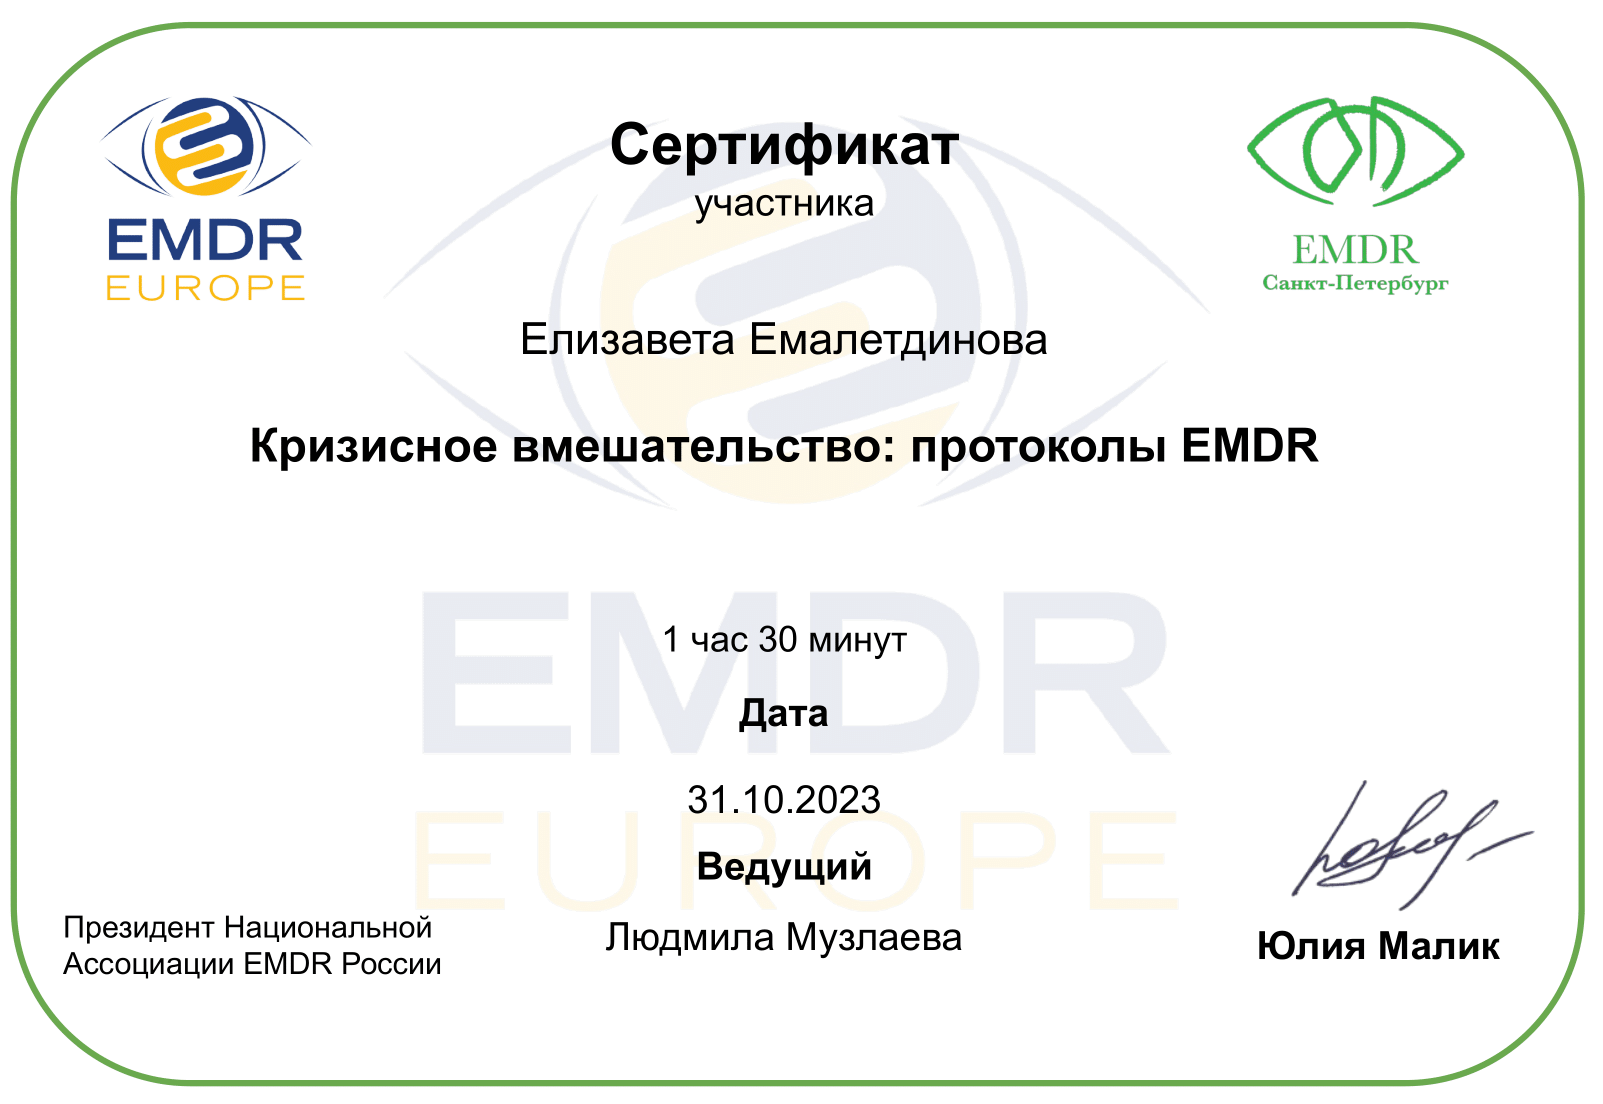 EMDR
EUROPE
Сертификат
участника
EMDR
Санкт-Петербург
Елизавета Емалетдинова
Кризисное вмешательство: протоколы EMDR
EMDR
EUROPE
1 час 30 минут
Дата
31.10.2023
Ведущий
Людмила Музлаева
Президент Национальной
Ассоциации EMDR России
Юлия Малик